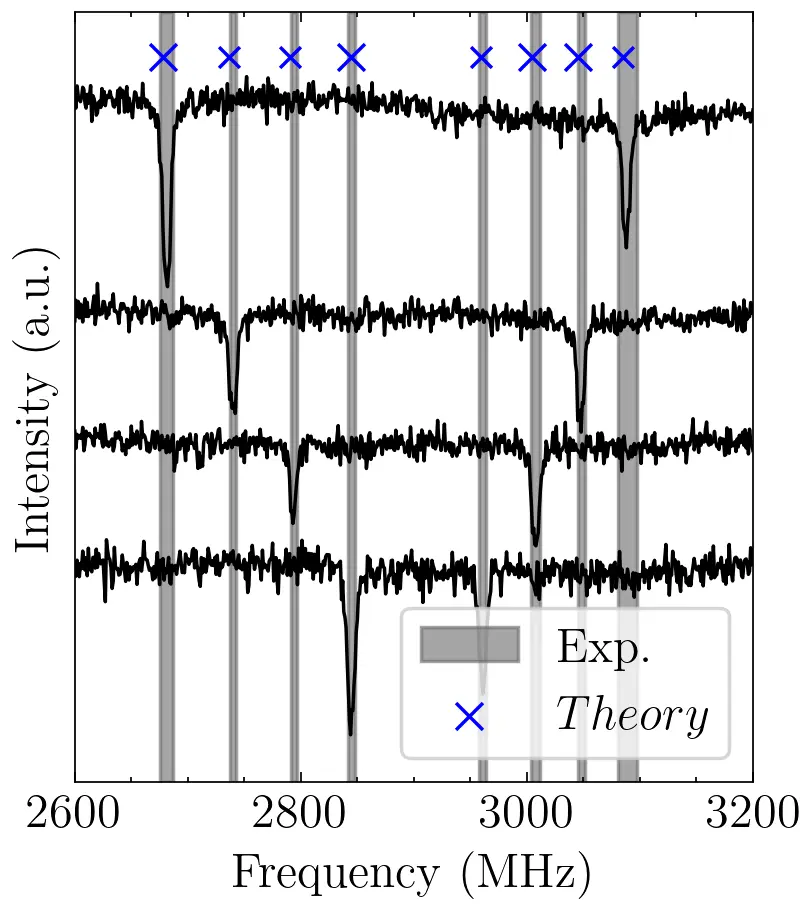 Intensity (a.u.)
Exp.
Theory
2600 2800 3000 3200
Frequency (MHz)